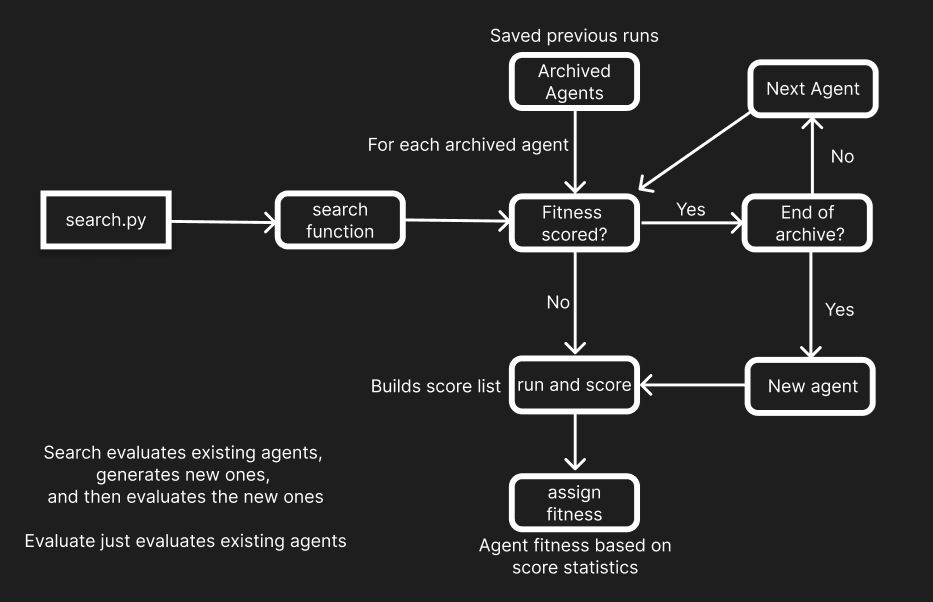 Saved previous runs
Archived
Agents
Next Agent
For each archived agent
No
search.py
search
function
Fitness
scored?
Yes
End of
archive?
No
Yes
Builds score list
run and score
New agent
Search evaluates existing agents,
generates new ones,
and then evaluates the new ones
assign
fitness
Evaluate just evaluates existing agents
Agent fitness based on
score statistics